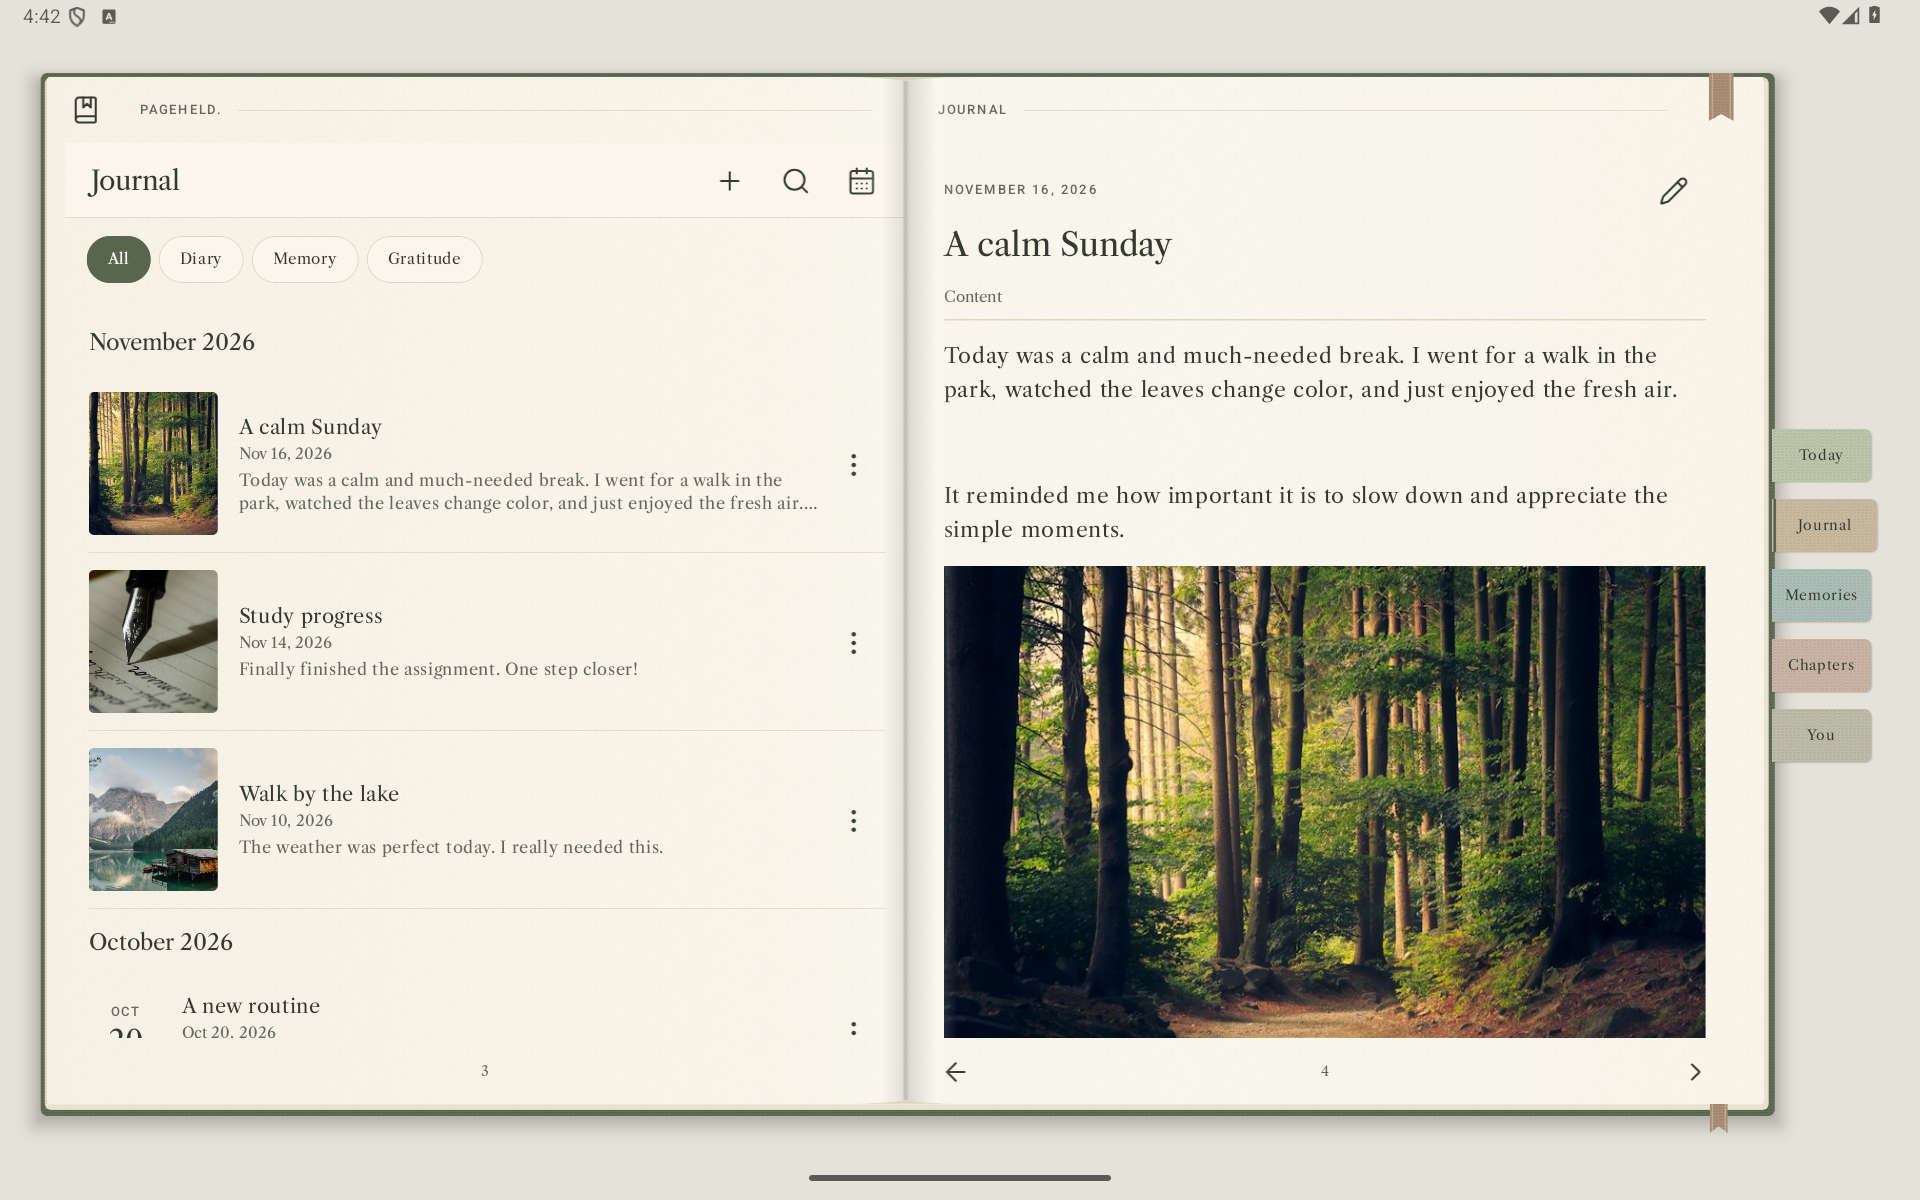 4:42
PAGEHELD.
Journal
All
Diary
Memory
Gratitude
November 2026
A calm Sunday
Nov 16, 2026
Today was a calm and much-needed break. I went for a walk in the
park, watched the leaves change color, and just enjoyed the fresh air....
Study progress
Nov 14, 2026
Finally finished the assignment. One step closer!
Walk by the lake
Nov 10, 2026
The weather was perfect today. I really needed this.
October 2026
OCT
20
A new routine
Oct 20, 2026
3
JOURNAL
NOVEMBER 16, 2026
A calm Sunday
Content
Today was a calm and much-needed break. I went for a walk in the
park, watched the leaves change color, and just enjoyed the fresh air.
It reminded me how important it is to slow down and appreciate the
simple moments.
4
Today
Journal
Memories
Chapters
You